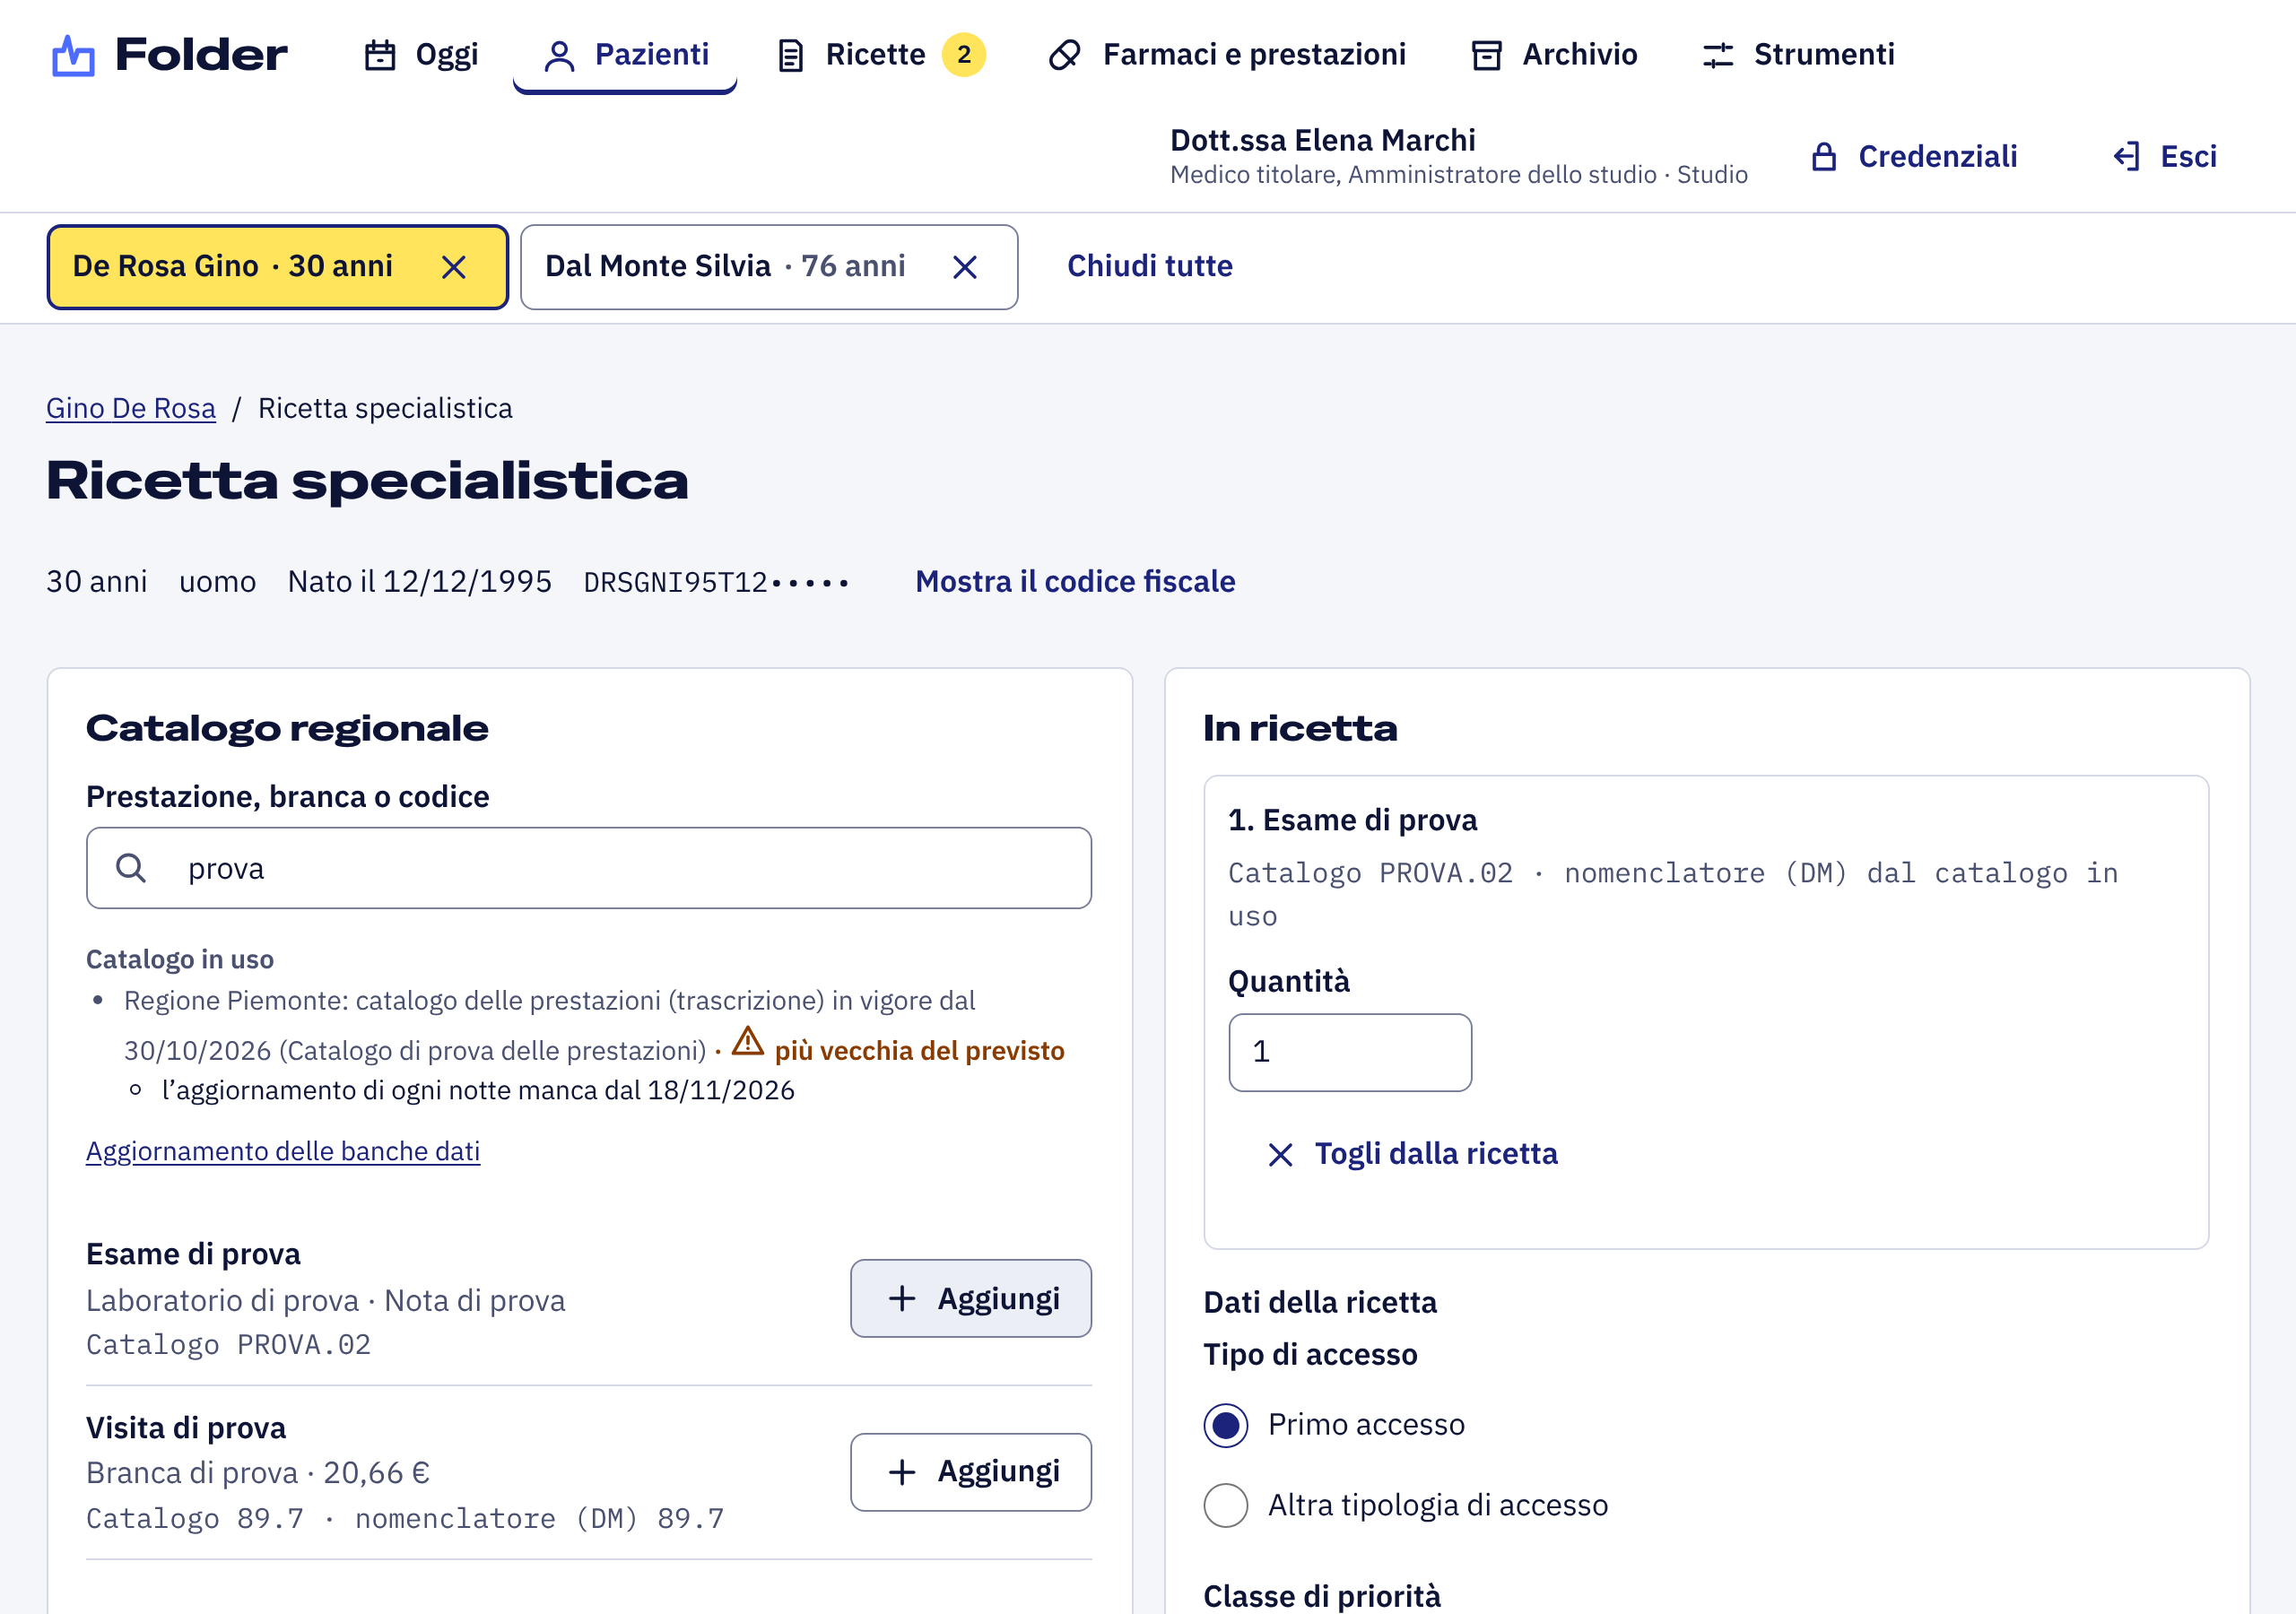 Folder
Oggi
Pazienti
Ricette 2
Farmaci e prestazioni
Archivio
Strumenti
Dott.ssa Elena Marchi
Medico titolare, Amministratore dello studio · Studio
Credenziali
Esci
De Rosa Gino · 30 anni
Dal Monte Silvia · 76 anni
Chiudi tutte
Gino De Rosa / Ricetta specialistica
Ricetta specialistica
30 anni uomo Nato il 12/12/1995 DRSGNI95T12••••• Mostra il codice fiscale
Catalogo regionale
Prestazione, branca o codice
prova
Catalogo in uso
• Regione Piemonte: catalogo delle prestazioni (trascrizione) in vigore dal
30/10/2026 (Catalogo di prova delle prestazioni) · più vecchia del previsto
l’aggiornamento di ogni notte manca dal 18/11/2026
Aggiornamento delle banche dati
Esame di prova
Laboratorio di prova · Nota di prova
Catalogo PROVA.02
+ Aggiungi
Visita di prova
Branca di prova · 20,66 €
Catalogo 89.7 · nomenclatore (DM) 89.7
+ Aggiungi
In ricetta
1. Esame di prova
Catalogo PROVA.02 · nomenclatore (DM) dal catalogo in
uso
Quantità
1
Togli dalla ricetta
Dati della ricetta
Tipo di accesso
Primo accesso
Altra tipologia di accesso
Classe di priorità